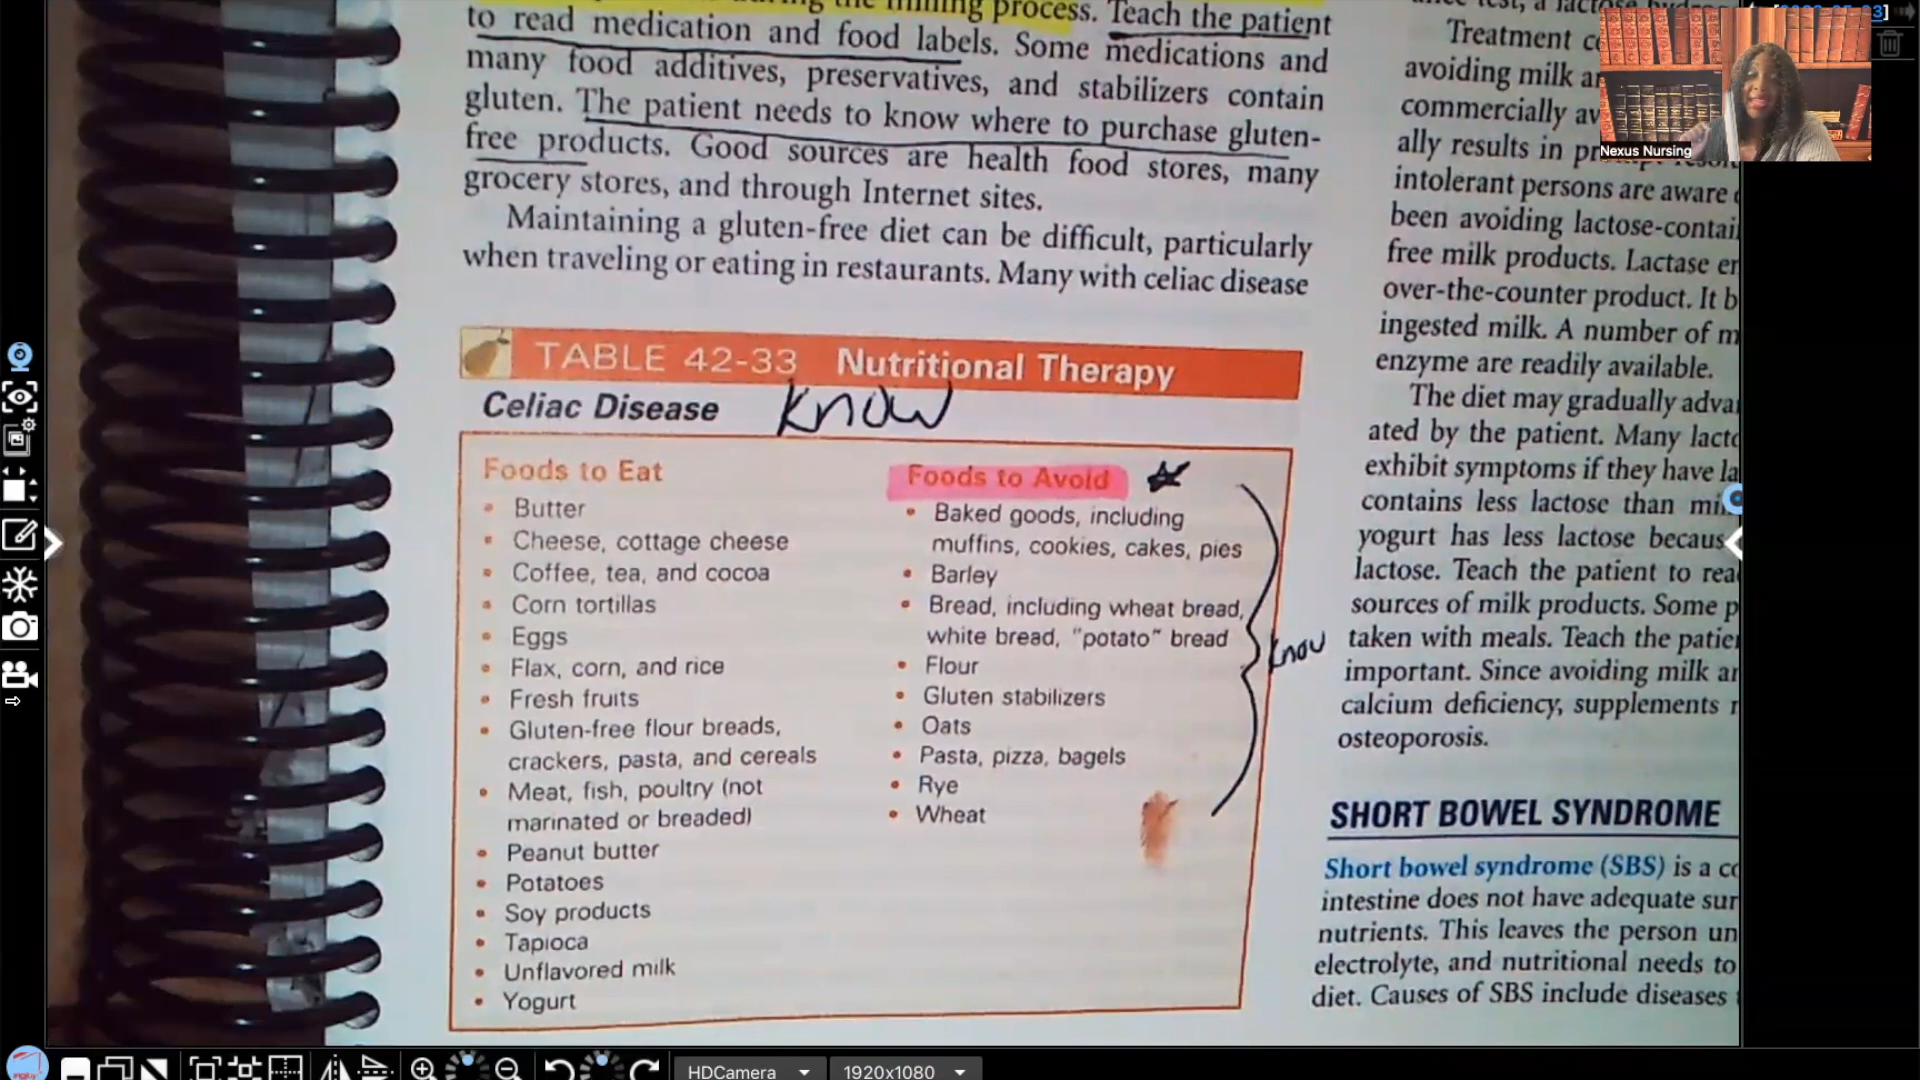 during the milling process. Teach the patient
to read medication and food labels. Some medications and
many food additives, preservatives, and stabilizers contain
gluten. The patient needs to know where to purchase gluten-
free products. Good sources are health food stores, many
grocery stores, and through Internet sites.
Maintaining a gluten-free diet can be difficult, particularly
when traveling or eating in restaurants. Many with celiac disease
TABLE 42-33 Nutritional Therapy
Celiac Disease know
Foods to Eat
• Butter
• Cheese, cottage cheese
• Coffee, tea, and cocoa
• Corn tortillas
• Eggs
• Flax, corn, and rice
• Fresh fruits
• Gluten-free flour breads,
crackers, pasta, and cereals
• Meat, fish, poultry (not
marinated or breaded)
• Peanut butter
• Potatoes
• Soy products
• Tapioca
• Unflavored milk
• Yogurt
Foods to Avoid
• Baked goods, including
muffins, cookies, cakes, pies
• Barley
• Bread, including wheat bread,
white bread, "potato" bread
• Flour
• Gluten stabilizers
• Oats
• Pasta, pizza, bagels
• Rye
• Wheat
know
Treatment
avoiding milk
commercially
ally results in
intolerant persons are aware
been avoiding lactose-contai
free milk products. Lactase
over-the-counter product. It
ingested milk. A number of
enzyme are readily available.
The diet may gradually
ated by the patient. Many
exhibit symptoms if they have
contains less lactose than
yogurt has less lactose
lactose. Teach the patient to
sources of milk products. Some
taken with meals. Teach the
important. Since avoiding milk
calcium deficiency, supplements
osteoporosis.
SHORT BOWEL SYNDROME
Short bowel syndrome (SBS) is a
intestine does not have adequate
nutrients. This leaves the person
electrolyte, and nutritional needs to
diet. Causes of SBS include diseases
Nexus Nursing
HDCamera
1920x1080